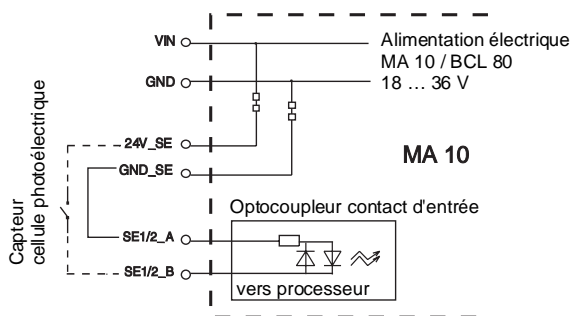 VIN
Alimentation électrique
MA 10 / BCL 80
GND
18 ... 36 V
24V_SE
MA 10
GND_SE
Capteur
cellule photoélectrique
Optocoupleur contact d'entrée
SE1/2_A
SE1/2_B
vers processeur